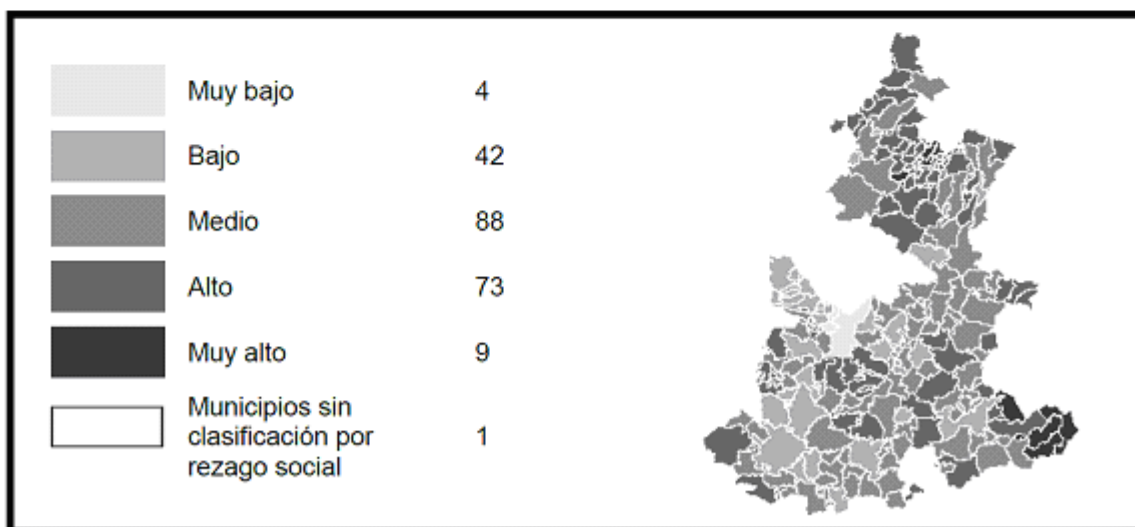 Muy bajo 4
Bajo 42
Medio 88
Alto 73
Muy alto 9
Municipios sin
clasificación por 1
rezago social